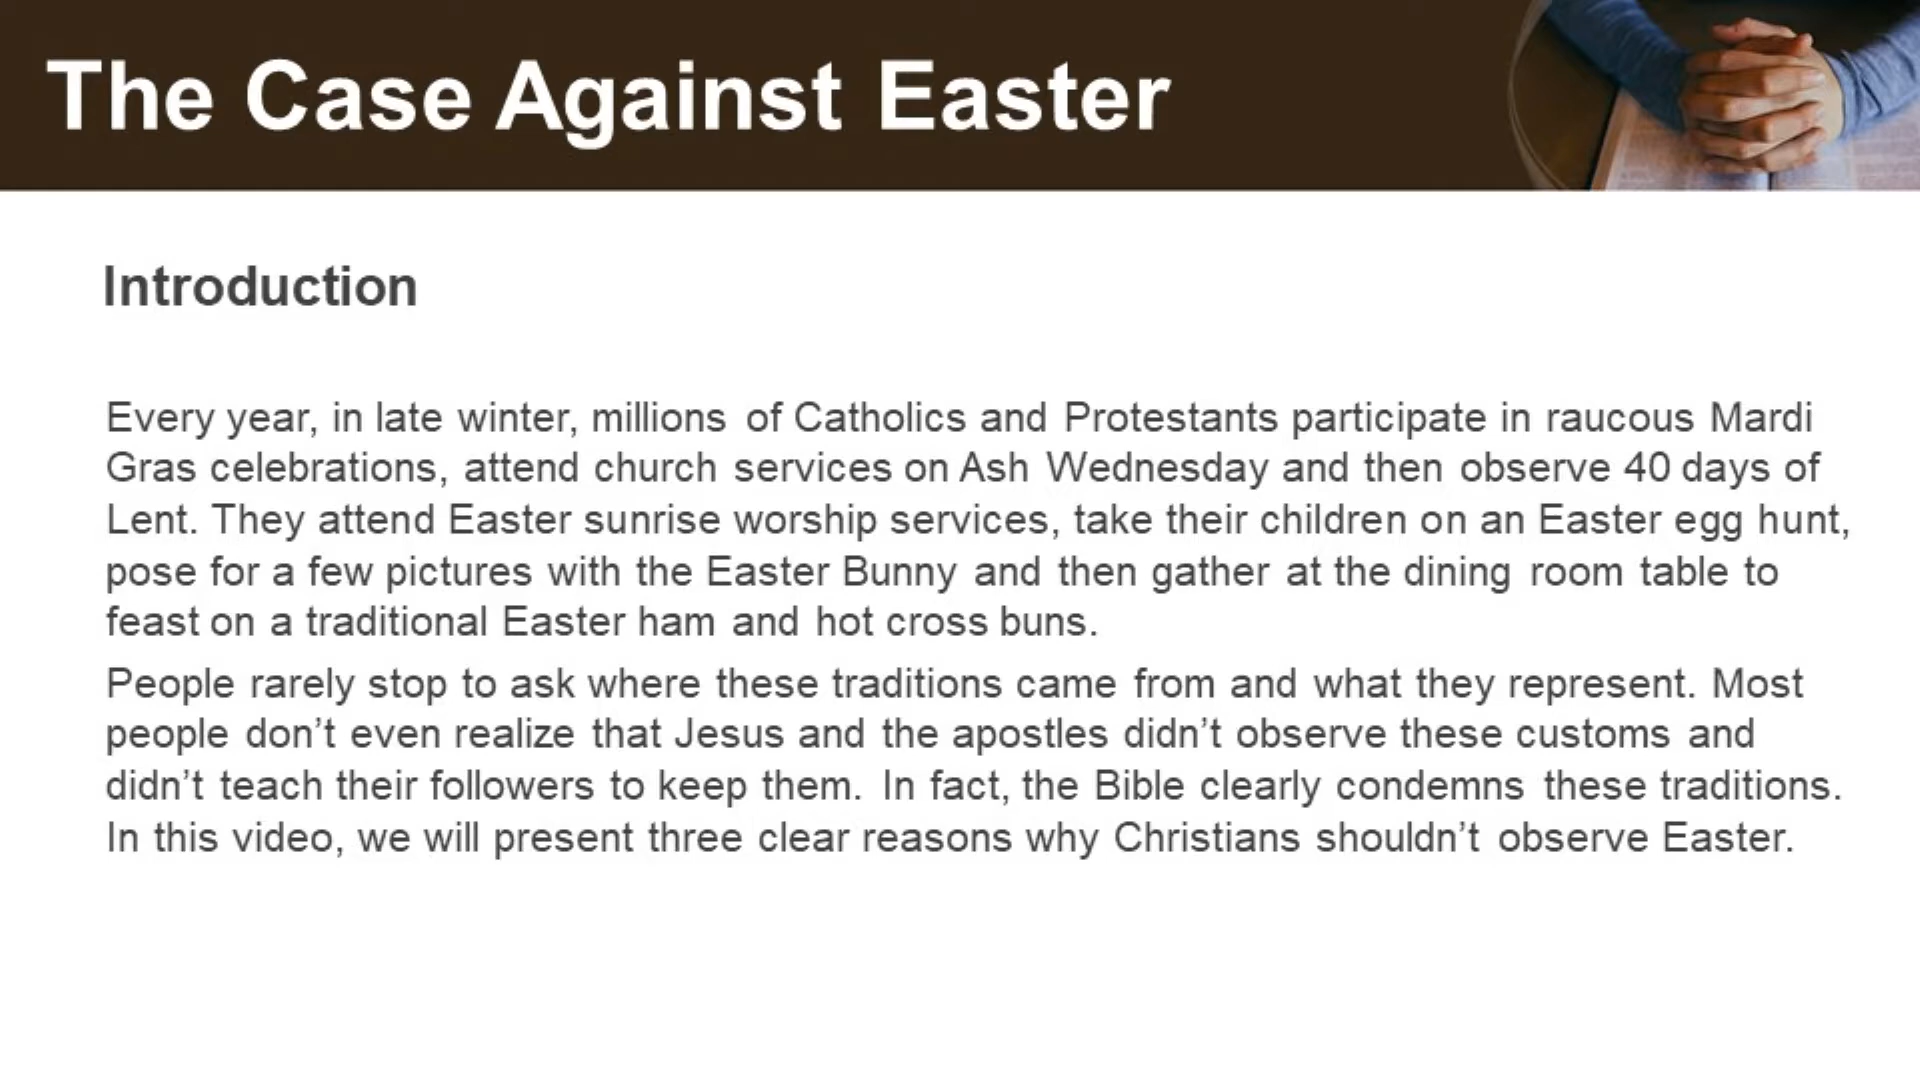 The Case Against Easter
Introduction
Every year, in late winter, millions of Catholics and Protestants participate in raucous Mardi
Gras celebrations, attend church services on Ash Wednesday and then observe 40 days of
Lent. They attend Easter sunrise worship services, take their children on an Easter egg hunt,
pose for a few pictures with the Easter Bunny and then gather at the dining room table to
feast on a traditional Easter ham and hot cross buns.
People rarely stop to ask where these traditions came from and what they represent. Most
people don’t even realize that Jesus and the apostles didn’t observe these customs and
didn’t teach their followers to keep them. In fact, the Bible clearly condemns these traditions.
In this video, we will present three clear reasons why Christians shouldn’t observe Easter.